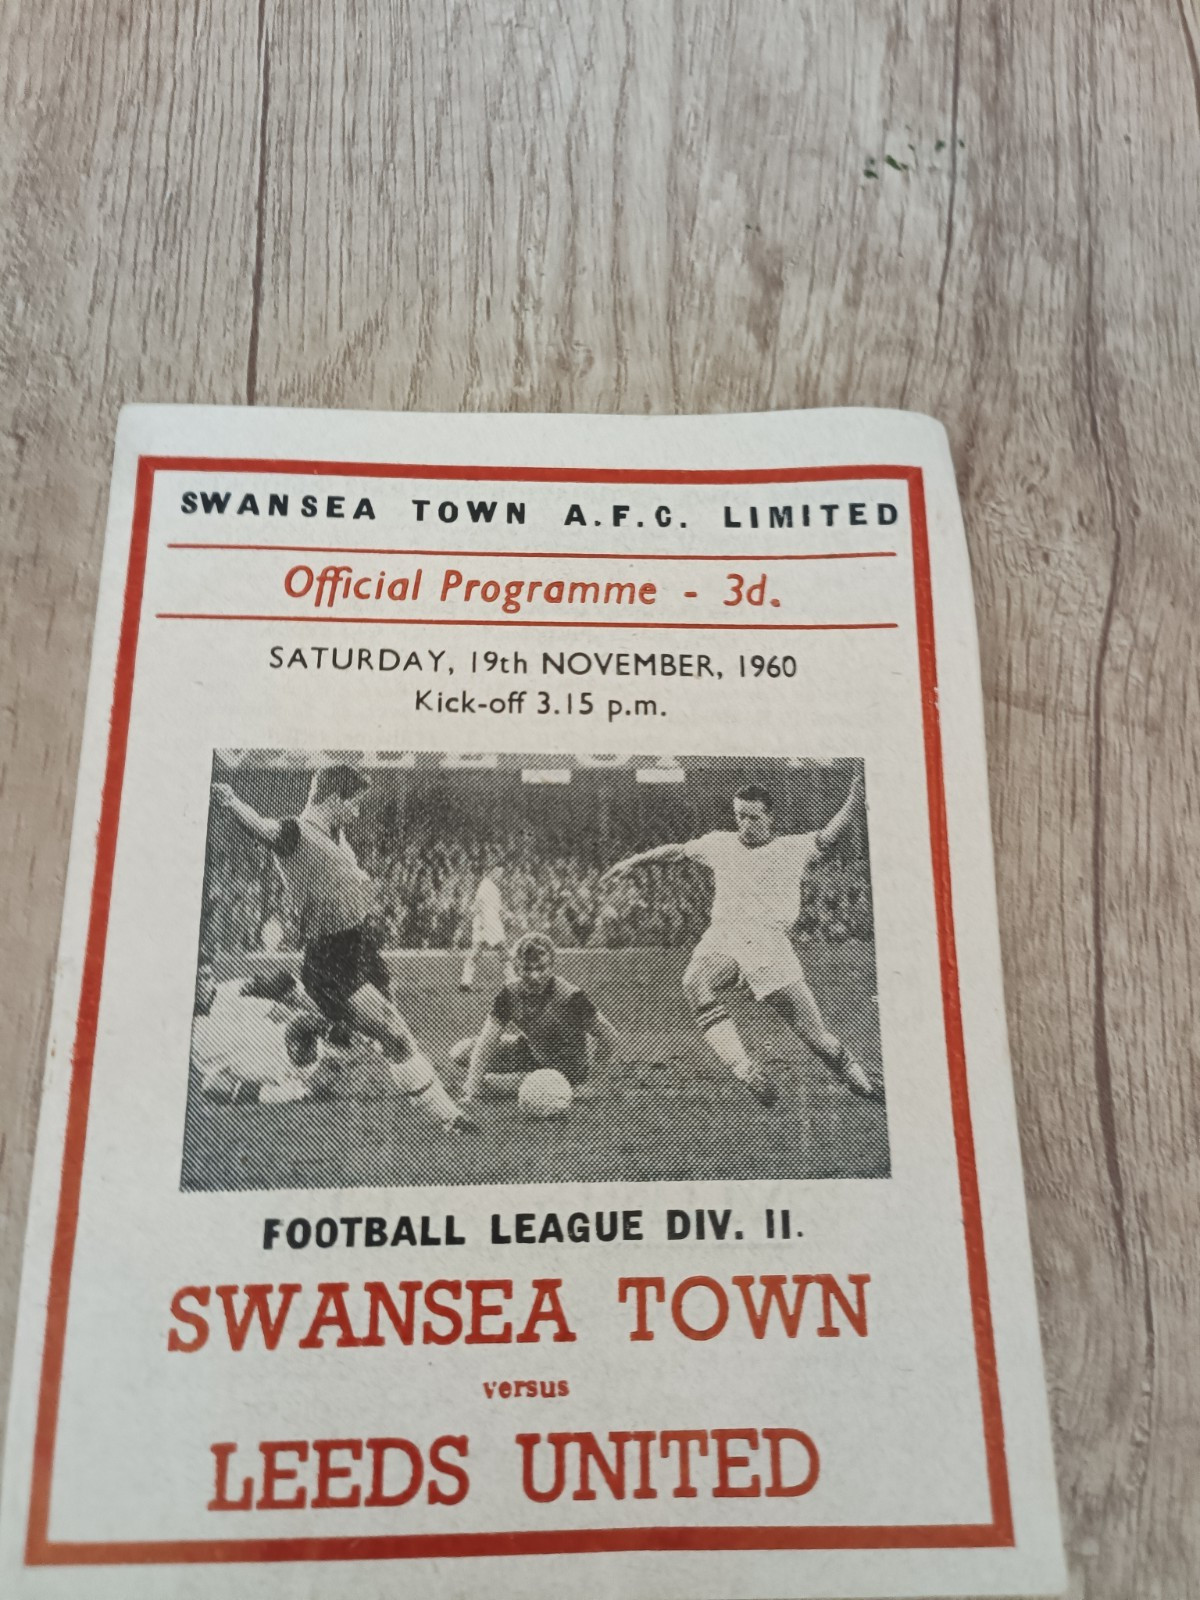 SWANSEA TOWN A.F.C. LIMITED
Official Programme - 3d.
SATURDAY, 19th NOVEMBER, 1960
Kick-off 3.15 p.m.
FOOTBALL LEAGUE DIV. II.
SWANSEA TOWN
versus
LEEDS UNITED